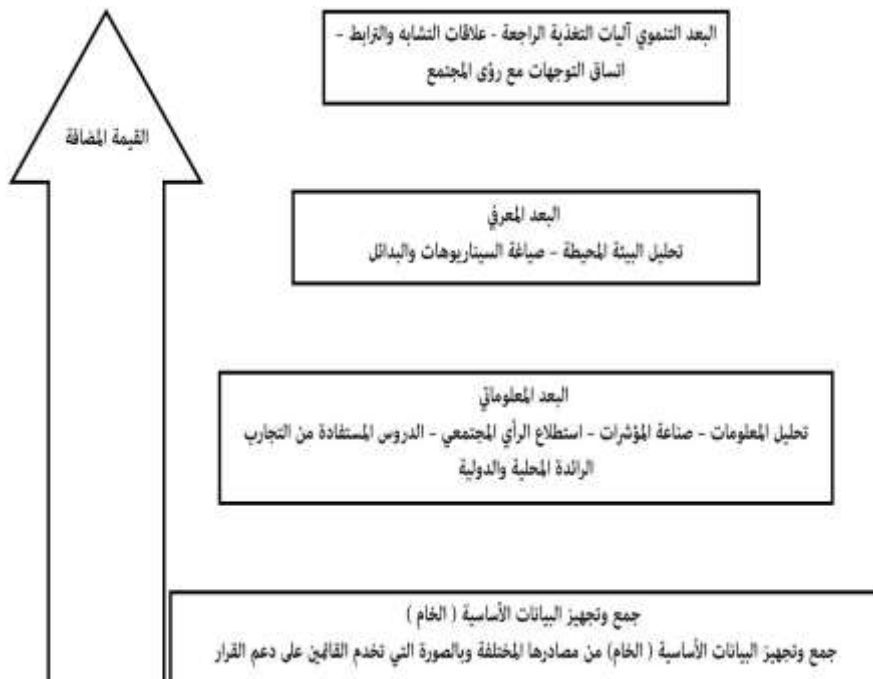 البعد التنموي آليات التغذية الراجعة - علاقات التشابه والترابط -
اتساق التوجهات مع رؤى المجتمع
القيمة المضافة
البعد المعرفي
تحليل البيئة المحيطة - صياغة السيناريوهات والبدائل
البعد المعلوماتي
تحليل المعلومات - صناعة المؤشرات - استطلاع الرأي المجتمعي - الدروس المستفادة من التجارب
الرائدة المحلية والدولية
جمع وتجهيز البيانات الأساسية ( الخام )
جمع وتجهيز البيانات الأساسية ( الخام) من مصادرها المختلفة وبالصورة التي تخدم القائمين على دعم القرار